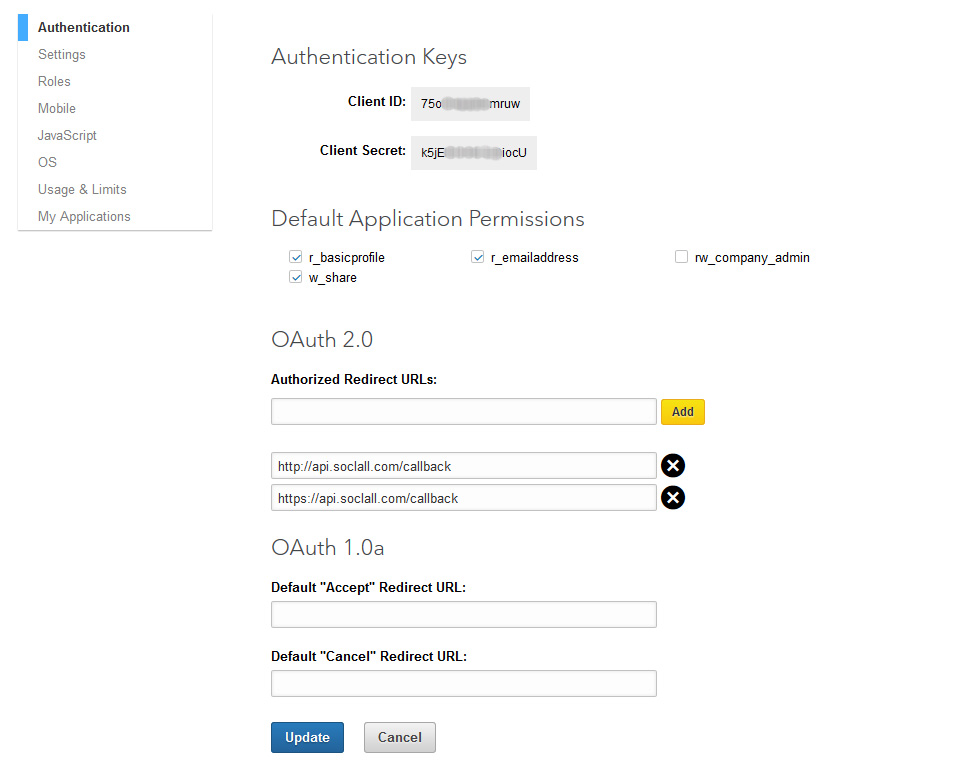 Authentication
Settings
Roles
Mobile
JavaScript
OS
Usage & Limits
My Applications
Authentication Keys
Client ID: 75o mruw
Client Secret: k5jE iocU
Default Application Permissions
r_basicprofile r_emailaddress rw_company_admin
w_share
OAuth 2.0
Authorized Redirect URLs:
Add
http://api.soclall.com/callback
https://api.soclall.com/callback
OAuth 1.0a
Default "Accept" Redirect URL:
Default "Cancel" Redirect URL:
Update Cancel